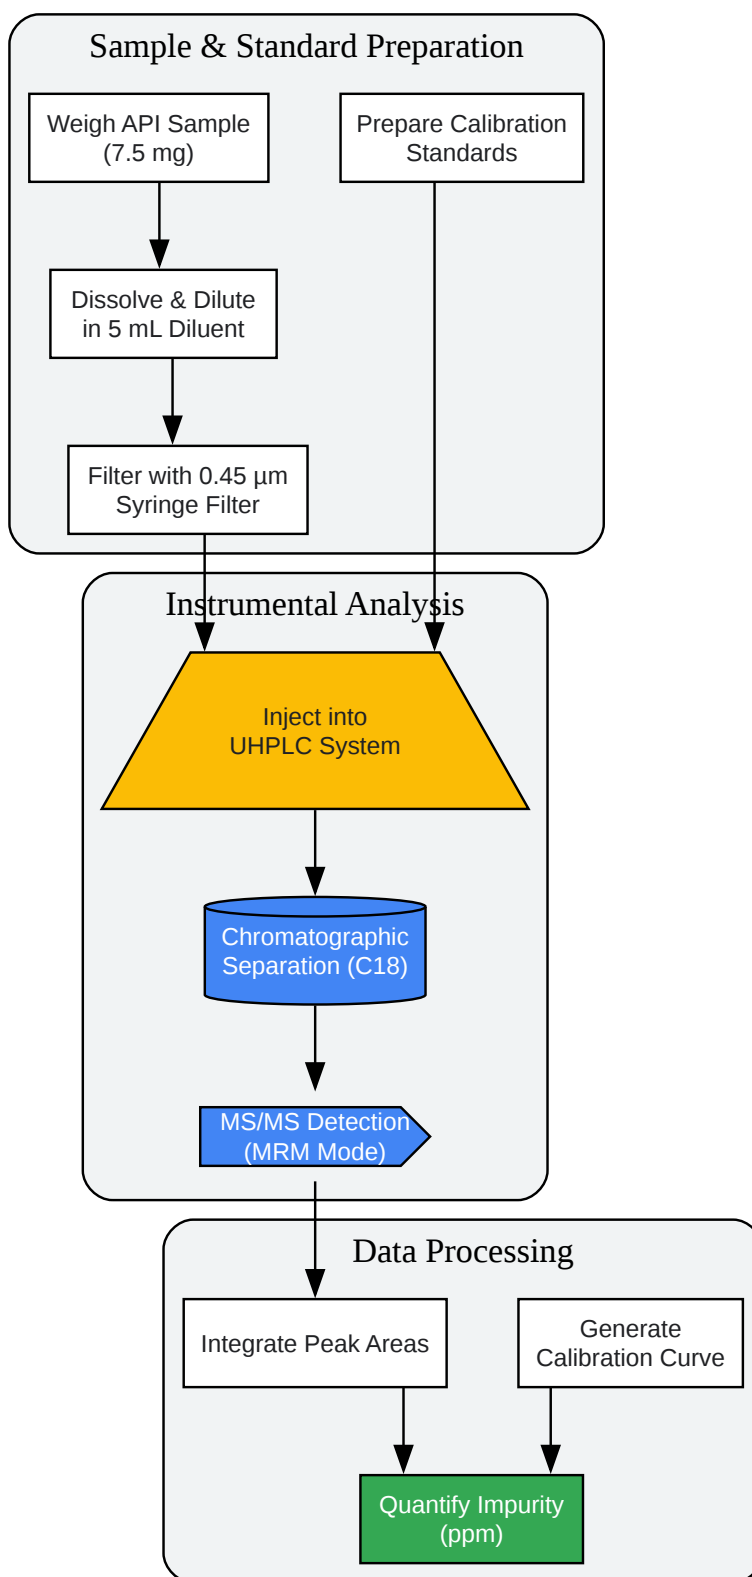 Sample & Standard Preparation
Weigh API Sample
(7.5 mg)
Prepare Calibration
Standards
Dissolve & Dilute
in 5 mL Diluent
Filter with 0.45 µm
Syringe Filter
Instrumental Analysis
Inject into
UHPLC System
Chromatographic
Separation (C18)
MS/MS Detection
(MRM Mode)
Data Processing
Integrate Peak Areas
Generate
Calibration Curve
Quantify Impurity
(ppm)